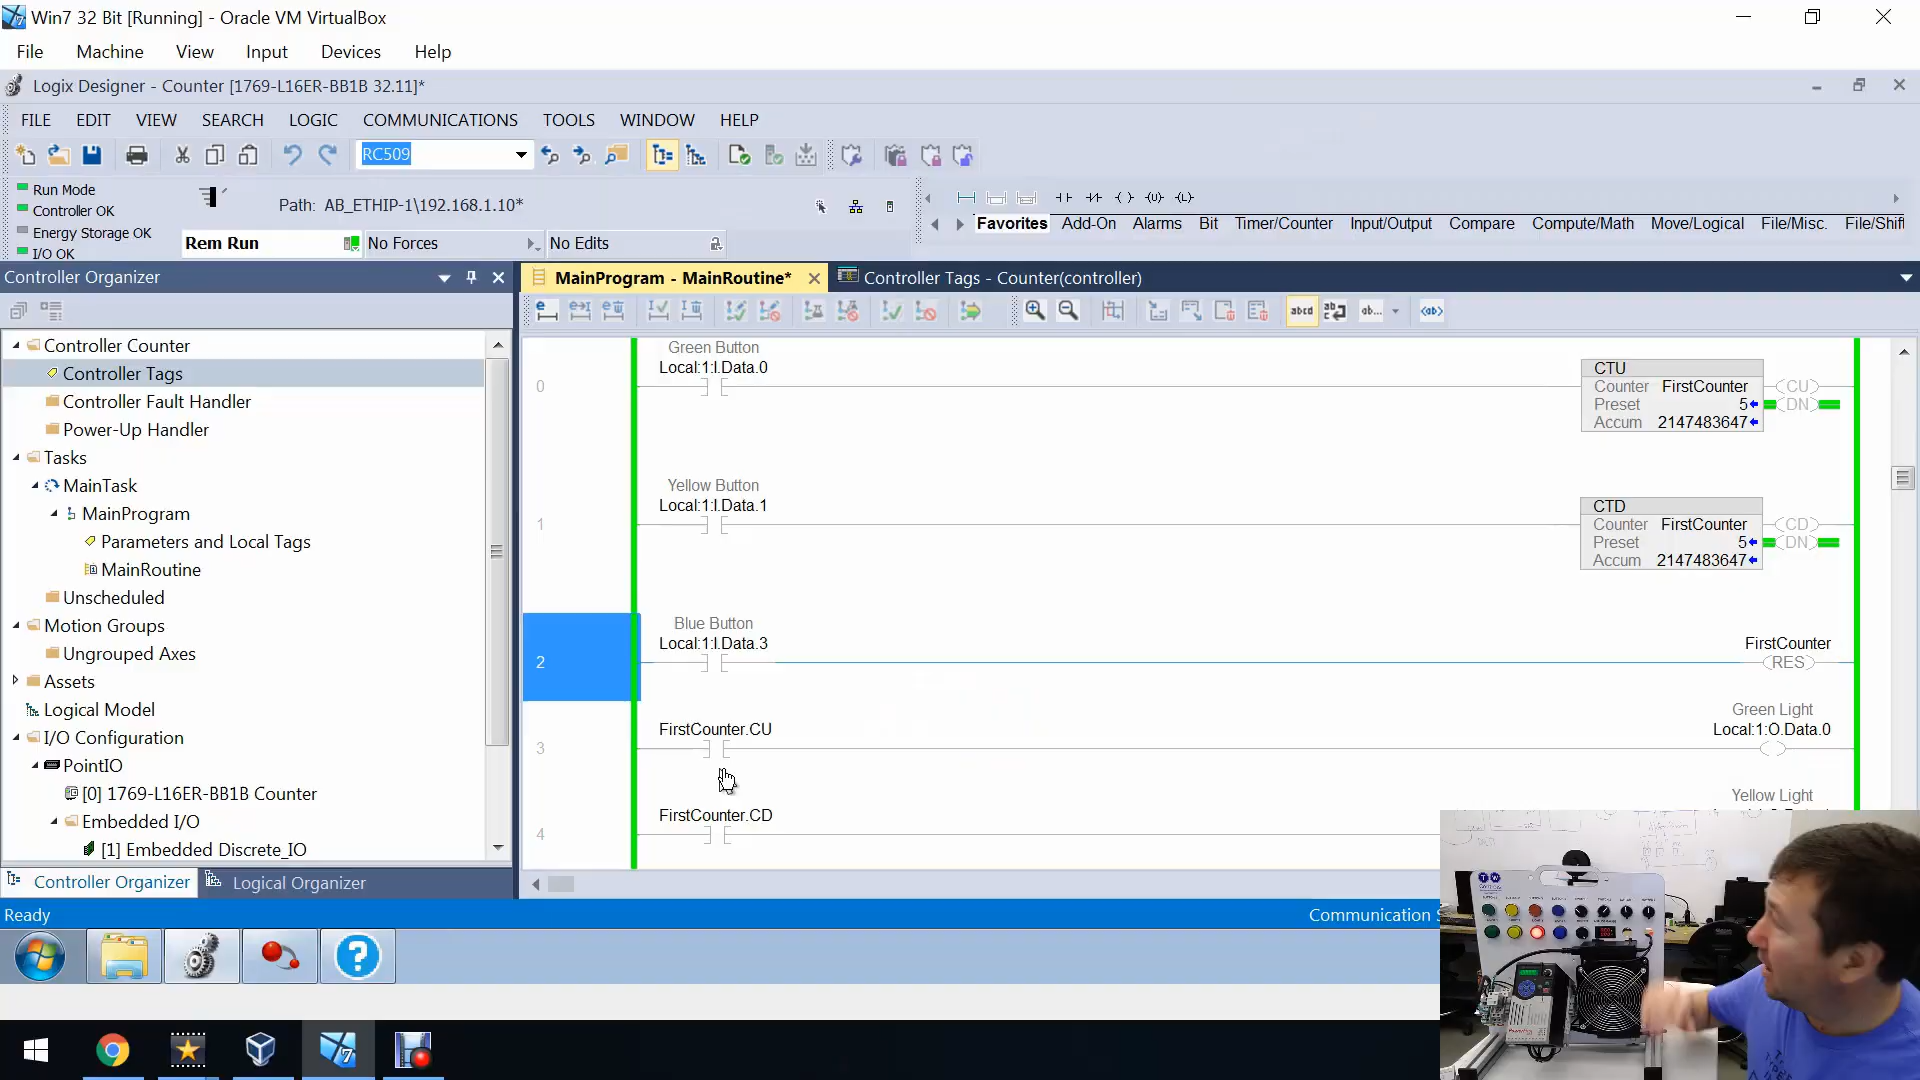 Win7 32 Bit [Running] - Oracle VM VirtualBox
File Machine View Input Devices Help
Logix Designer - Counter [1769-L16ER-BB1B 32.11]*
FILE EDIT VIEW SEARCH LOGIC COMMUNICATIONS TOOLS WINDOW HELP
RC509
Run Mode
Controller OK
Energy Storage OK
I/O OK
Path: AB_ETHIP-1\192.168.1.10*
Rem Run No Forces No Edits
Favorites Add-On Alarms Bit Timer/Counter Input/Output Compare Compute/Math Move/Logical File/Misc. File/Shift
Controller Organizer
Controller Counter
Controller Tags
Controller Fault Handler
Power-Up Handler
Tasks
MainTask
MainProgram
Parameters and Local Tags
MainRoutine
Unscheduled
Motion Groups
Ungrouped Axes
Assets
Logical Model
I/O Configuration
PointIO
[0] 1769-L16ER-BB1B Counter
Embedded I/O
[1] Embedded Discrete_IO
Controller Organizer Logical Organizer
MainProgram - MainRoutine* Controller Tags - Counter(controller)
0
Green Button
Local:1:I.Data.0
CTU
Counter FirstCounter
Preset 5
Accum 2147483647
CU
DN
1
Yellow Button
Local:1:I.Data.1
CTD
Counter FirstCounter
Preset 5
Accum 2147483647
CD
DN
2
Blue Button
Local:1:I.Data.3
FirstCounter
RES
3
FirstCounter.CU
Green Light
Local:1:O.Data.0
4
FirstCounter.CD
Yellow Light
Ready
Communication